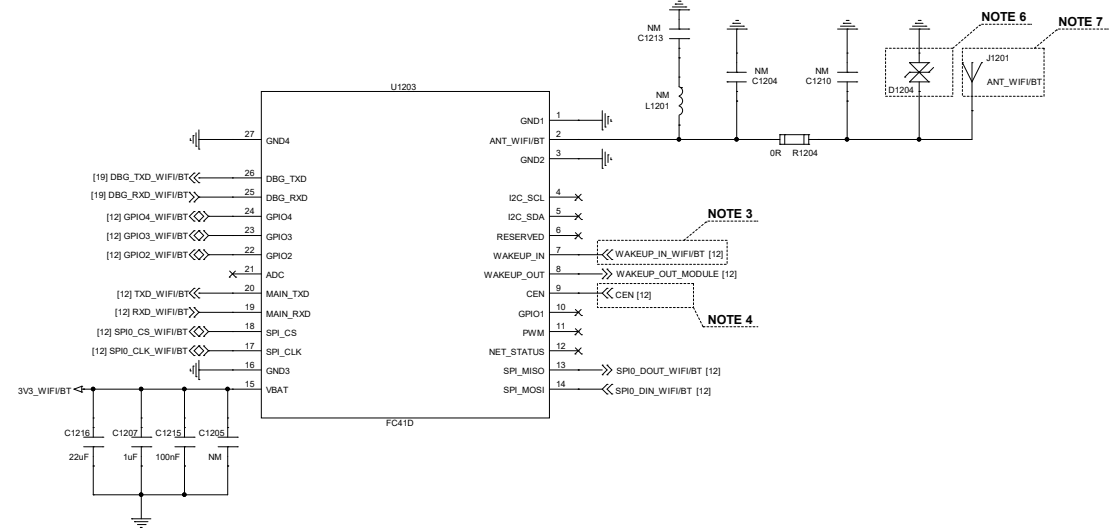 NOTE 6
NOTE 7
NM
C1213
NM
C1204
NM
C1210
D1204
J1201
ANT_WIFI/BT
NM
L1201
0R R1204
U1203
27 GND4
[19] DBG_TXD_WIFI/BT 26 DBG_TXD
[19] DBG_RXD_WIFI/BT 25 DBG_RXD
[12] GPIO4_WIFI/BT 24 GPIO4
[12] GPIO3_WIFI/BT 23 GPIO3
[12] GPIO2_WIFI/BT 22 GPIO2
21 ADC
[12] TXD_WIFI/BT 20 MAIN_TXD
[12] RXD_WIFI/BT 19 MAIN_RXD
[12] SPI0_CS_WIFI/BT 18 SPI_CS
[12] SPI0_CLK_WIFI/BT 17 SPI_CLK
16 GND3
3V3_WIFI/BT 15 VBAT
GND1 1
ANT_WIFI/BT 2
GND2 3
I2C_SCL 4
I2C_SDA 5
RESERVED 6
NOTE 3
WAKEUP_IN 7 WAKEUP_IN_WIFI/BT [12]
WAKEUP_OUT 8 WAKEUP_OUT_MODULE [12]
CEN 9 CEN [12]
GPIO1 10
NOTE 4
PWM 11
NET_STATUS 12
SPI_MISO 13 SPI0_DOUT_WIFI/BT [12]
SPI_MOSI 14 SPI0_DIN_WIFI/BT [12]
FC41D
C1216 C1207 C1215 C1205
22uF 1uF 100nF NM